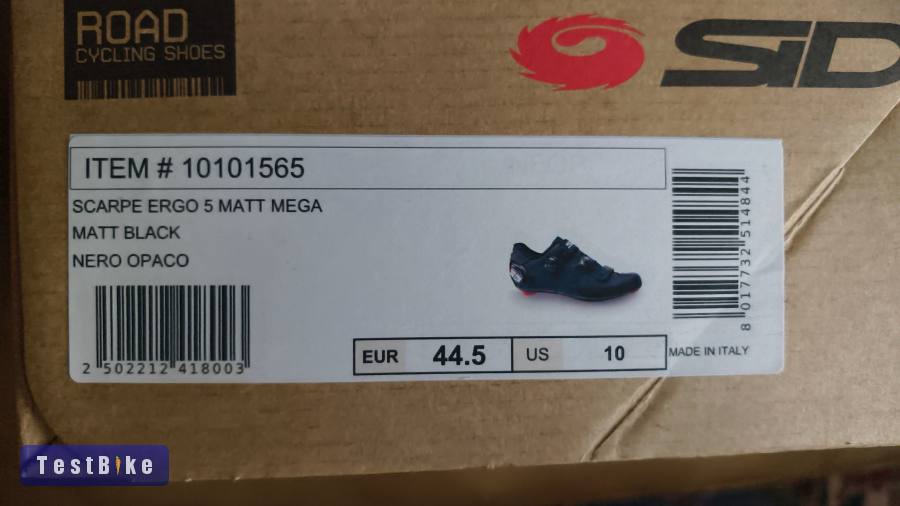 ROAD
CYCLING SHOES
SiD
ITEM # 10101565
SCARPE ERGO 5 MATT MEGA
MATT BLACK
NERO OPACO
2 502212 418003
EUR 44.5 US 10
MADE IN ITALY
8 017732 514844
TestBike